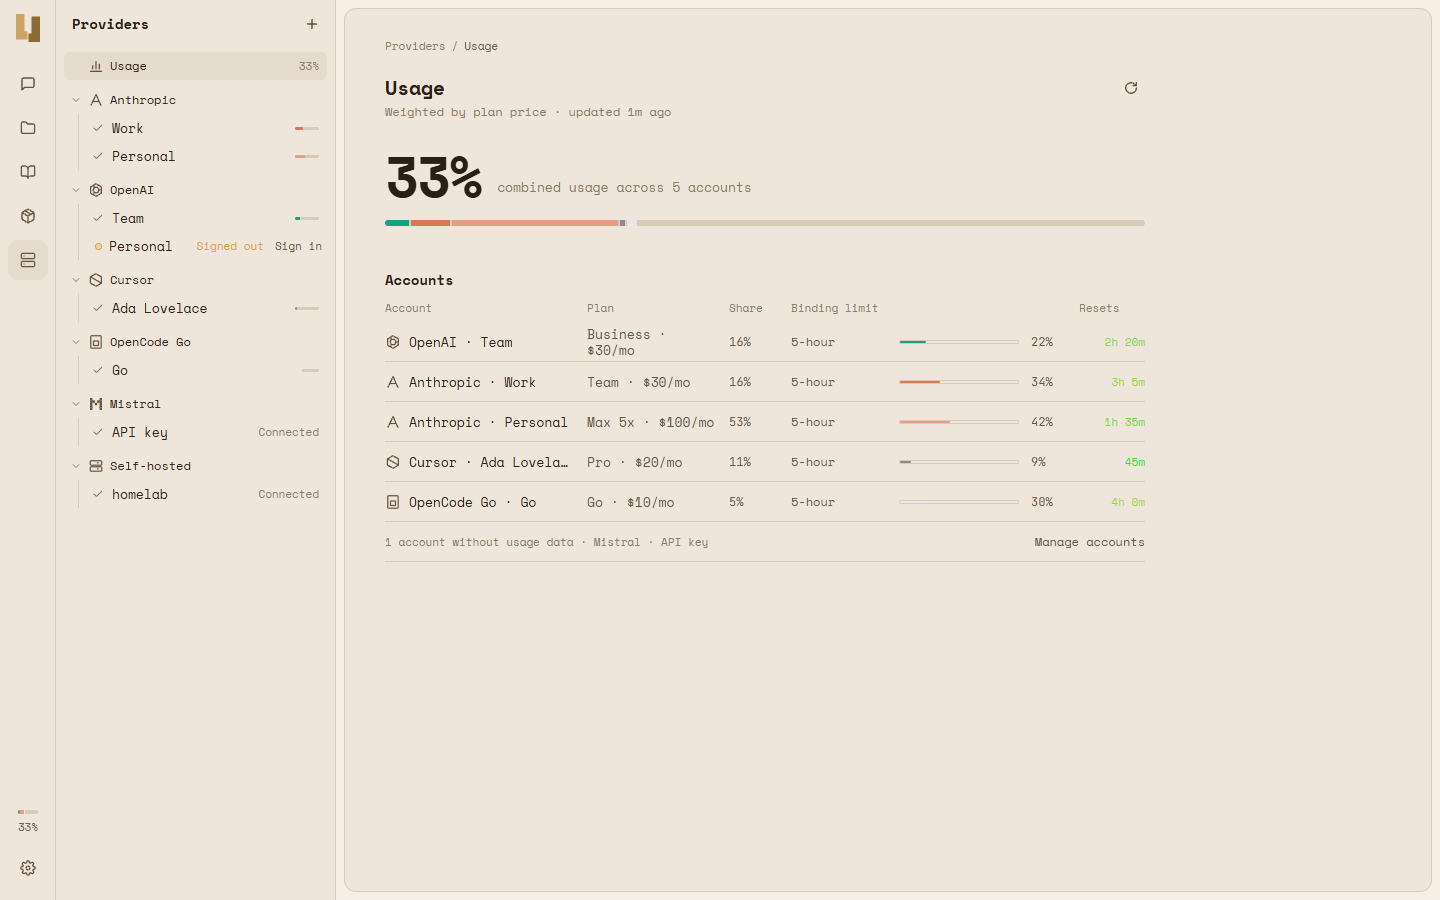 Providers
Usage 33%
Anthropic
Work
Personal
OpenAI
Team
Personal Signed out Sign in
Cursor
Ada Lovelace
OpenCode Go
Go
Mistral
API key Connected
Self-hosted
homelab Connected
33%
Providers / Usage
Usage
Weighted by plan price · updated 1m ago
33% combined usage across 5 accounts
Accounts
Account Plan Share Binding limit Resets
OpenAI · Team Business · $30/mo 16% 5-hour 22% 2h 20m
Anthropic · Work Team · $30/mo 16% 5-hour 34% 3h 5m
Anthropic · Personal Max 5x · $100/mo 53% 5-hour 42% 1h 35m
Cursor · Ada Lovela… Pro · $20/mo 11% 5-hour 9% 45m
OpenCode Go · Go Go · $10/mo 5% 5-hour 30% 4h 0m
1 account without usage data · Mistral · API key Manage accounts